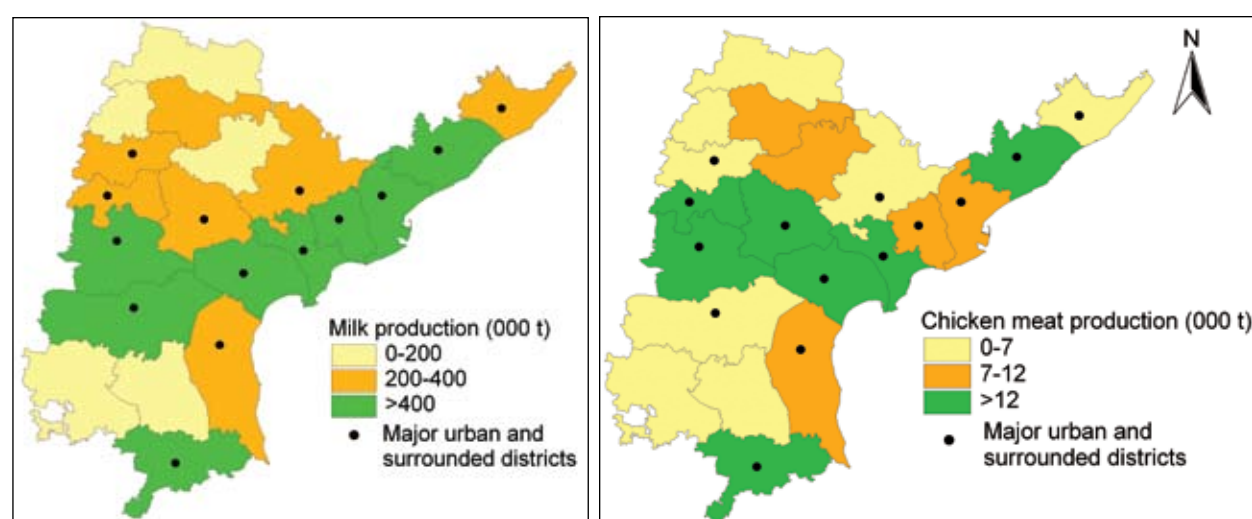 Milk production (000 t)
0-200
200-400
>400
Major urban and
surrounded districts
N
Chicken meat production (000 t)
0-7
7-12
>12
Major urban and
surrounded districts